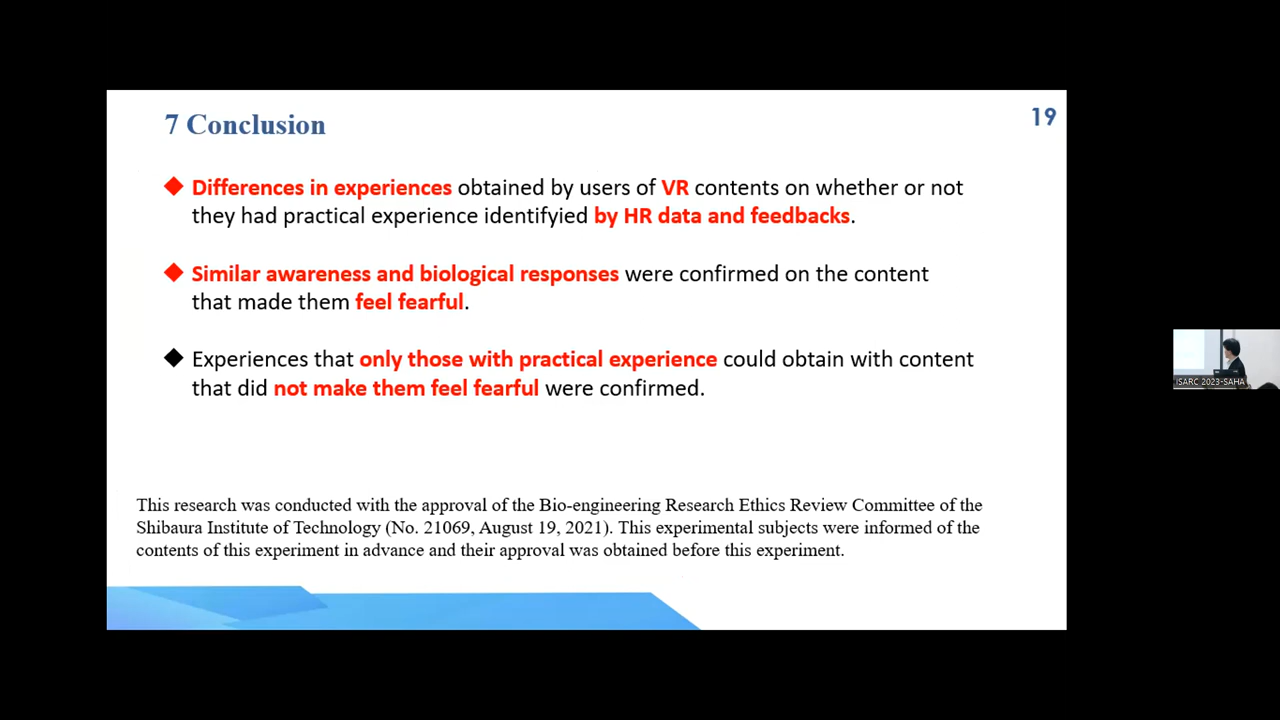 7 Conclusion
19
Differences in experiences obtained by users of VR contents on whether or not
they had practical experience identifyied by HR data and feedbacks.
Similar awareness and biological responses were confirmed on the content
that made them feel fearful.
Experiences that only those with practical experience could obtain with content
that did not make them feel fearful were confirmed.
This research was conducted with the approval of the Bio-engineering Research Ethics Review Committee of the
Shibaura Institute of Technology (No. 21069, August 19, 2021). This experimental subjects were informed of the
contents of this experiment in advance and their approval was obtained before this experiment.
ISARC 2023-SAHA